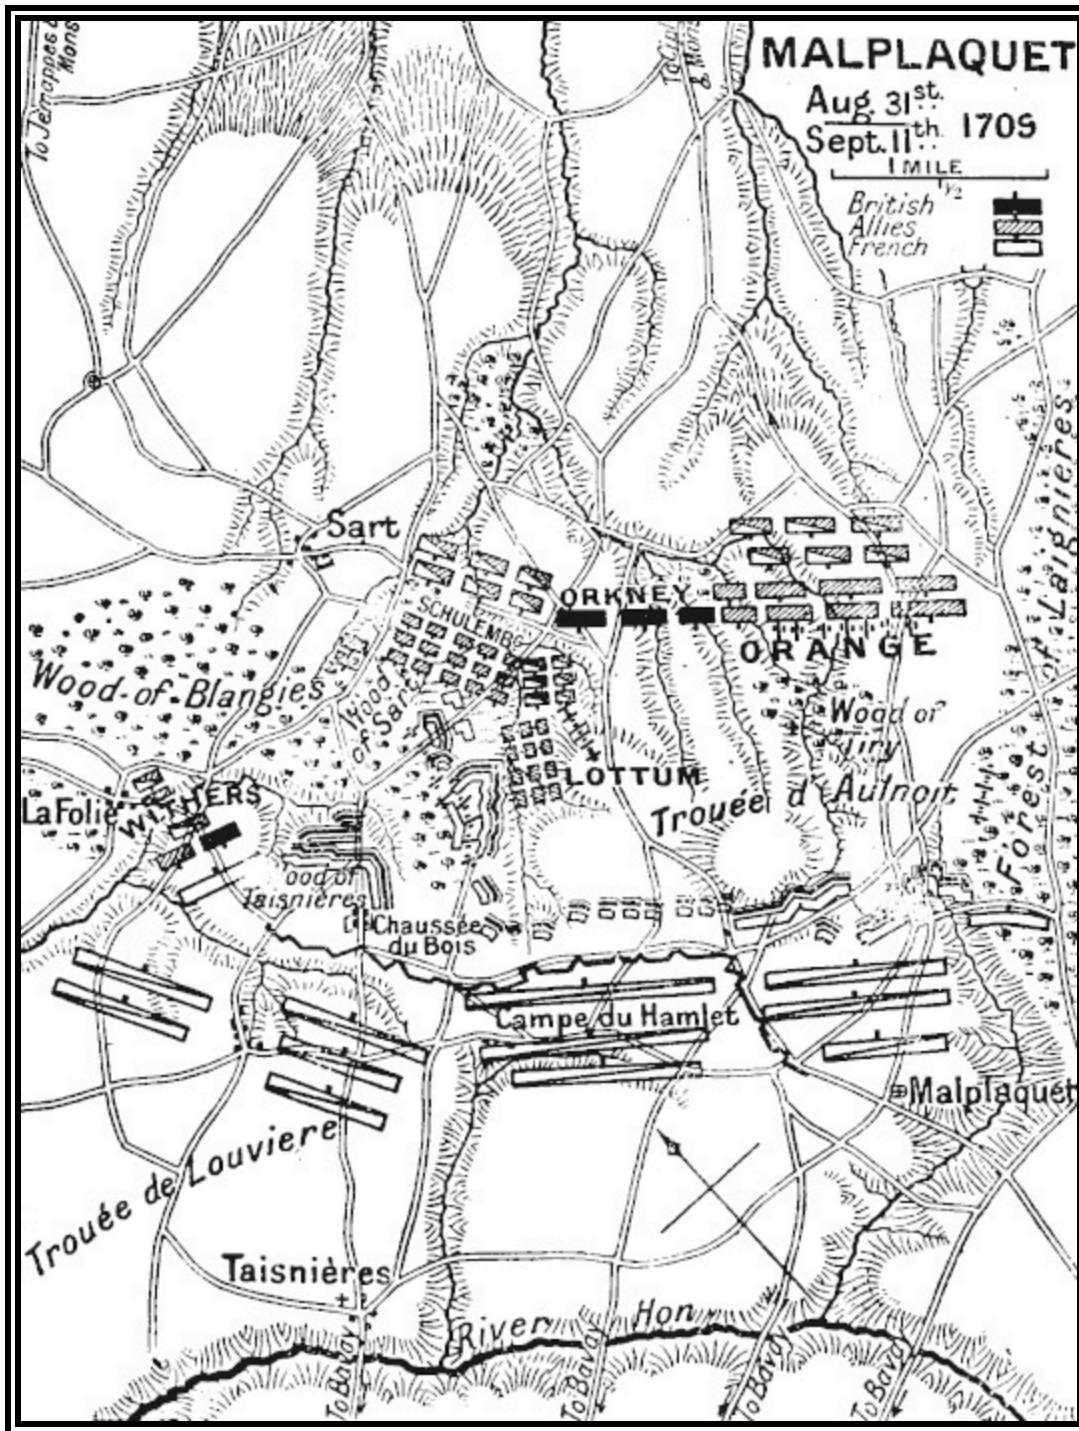 To Jemappes &
Mons
& Mons
MALPLAQUET
Aug. 31st.
Sept. 11th. 1709
1 MILE
1/2
British
Allies
French
Sart
ORKNEY
SCHULEMBG
ORANGE
Wood of Blangies
Wood
of Sart
Wood of
Tiry
Forest of Laignieres
LOTTUM
La Folie
WITHERS
Trouée d'Aulnoit
ood of
Taisnières
Chaussée
du Bois
Campe du Hamlet
Malplaquet
Trouée de Louviere
Taisnières
River Hon
To Bavay
To Bavay
To Bavay
To Bavay